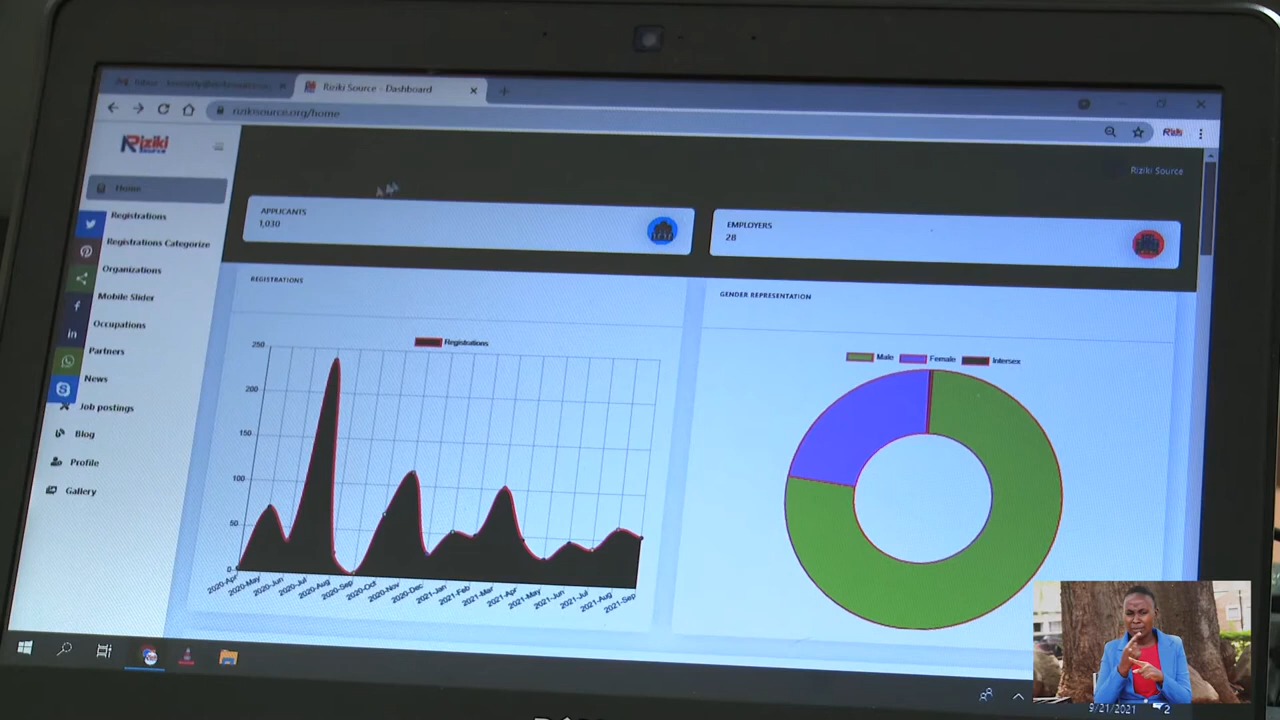 Riziki Source - Dashboard
rizikisource.org/home
Riziki
Source
Riziki Source
Home
Registrations
Registrations Categorize
Organizations
Mobile Slider
Occupations
Partners
News
Job postings
Blog
Profile
Gallery
APPLICANTS
1,030
EMPLOYERS
28
REGISTRATIONS
Registrations
250
200
150
100
50
0
2020-Apr
2020-May
2020-Jun
2020-Jul
2020-Aug
2020-Sep
2020-Oct
2020-Nov
2020-Dec
2021-Jan
2021-Feb
2021-Mar
2021-Apr
2021-May
2021-Jun
2021-Jul
2021-Aug
2021-Sep
GENDER REPRESENTATION
Male
Female
Intersex
9/21/2021
2